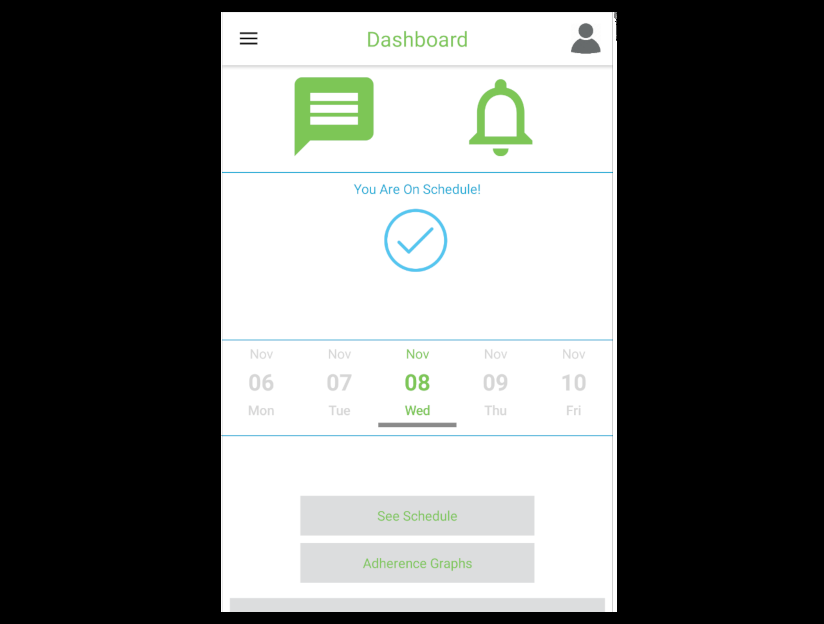 Dashboard
You Are On Schedule!
Nov Nov Nov Nov Nov
06 07 08 09 10
Mon Tue Wed Thu Fri
See Schedule
Adherence Graphs